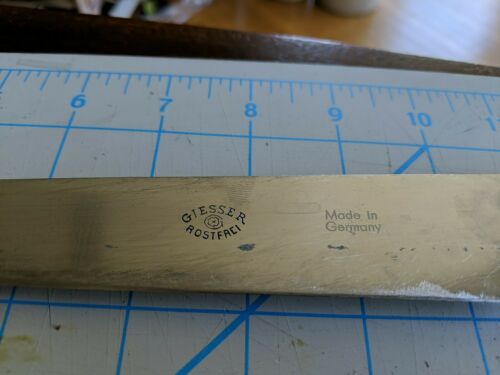 6 7 8 9 10
GIESSER
ROSTFREI
Made in
Germany